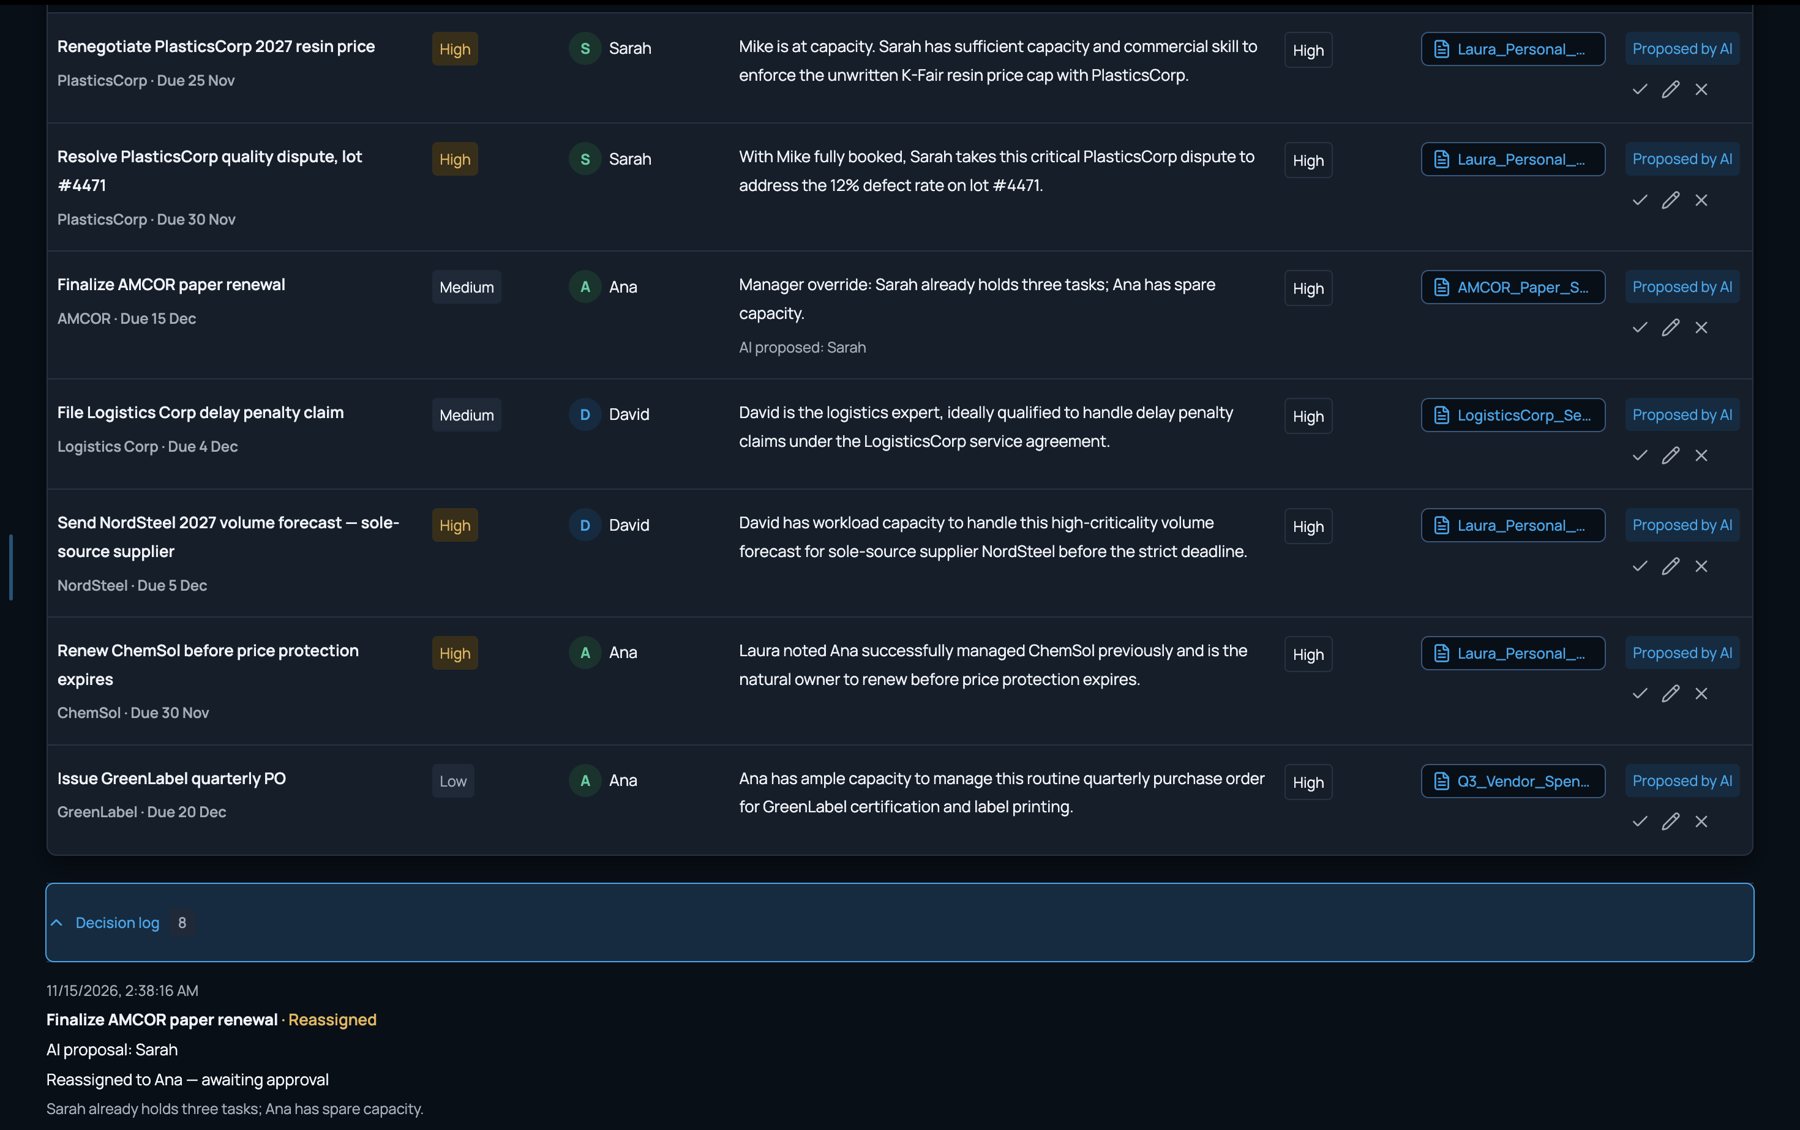 Renegotiate PlasticsCorp 2027 resin price
PlasticsCorp · Due 25 Nov
High
S
Sarah
Mike is at capacity. Sarah has sufficient capacity and commercial skill to
enforce the unwritten K-Fair resin price cap with PlasticsCorp.
High
Laura_Personal_...
Proposed by AI
Resolve PlasticsCorp quality dispute, lot
#4471
PlasticsCorp · Due 30 Nov
High
S
Sarah
With Mike fully booked, Sarah takes this critical PlasticsCorp dispute to
address the 12% defect rate on lot #4471.
High
Laura_Personal_...
Proposed by AI
Finalize AMCOR paper renewal
AMCOR · Due 15 Dec
Medium
A
Ana
Manager override: Sarah already holds three tasks; Ana has spare
capacity.
AI proposed: Sarah
High
AMCOR_Paper_S...
Proposed by AI
File Logistics Corp delay penalty claim
Logistics Corp · Due 4 Dec
Medium
D
David
David is the logistics expert, ideally qualified to handle delay penalty
claims under the LogisticsCorp service agreement.
High
LogisticsCorp_Se...
Proposed by AI
Send NordSteel 2027 volume forecast — sole-
source supplier
NordSteel · Due 5 Dec
High
D
David
David has workload capacity to handle this high-criticality volume
forecast for sole-source supplier NordSteel before the strict deadline.
High
Laura_Personal_...
Proposed by AI
Renew ChemSol before price protection
expires
ChemSol · Due 30 Nov
High
A
Ana
Laura noted Ana successfully managed ChemSol previously and is the
natural owner to renew before price protection expires.
High
Laura_Personal_...
Proposed by AI
Issue GreenLabel quarterly PO
GreenLabel · Due 20 Dec
Low
A
Ana
Ana has ample capacity to manage this routine quarterly purchase order
for GreenLabel certification and label printing.
High
Q3_Vendor_Spen...
Proposed by AI
Decision log 8
11/15/2026, 2:38:16 AM
Finalize AMCOR paper renewal · Reassigned
AI proposal: Sarah
Reassigned to Ana — awaiting approval
Sarah already holds three tasks; Ana has spare capacity.